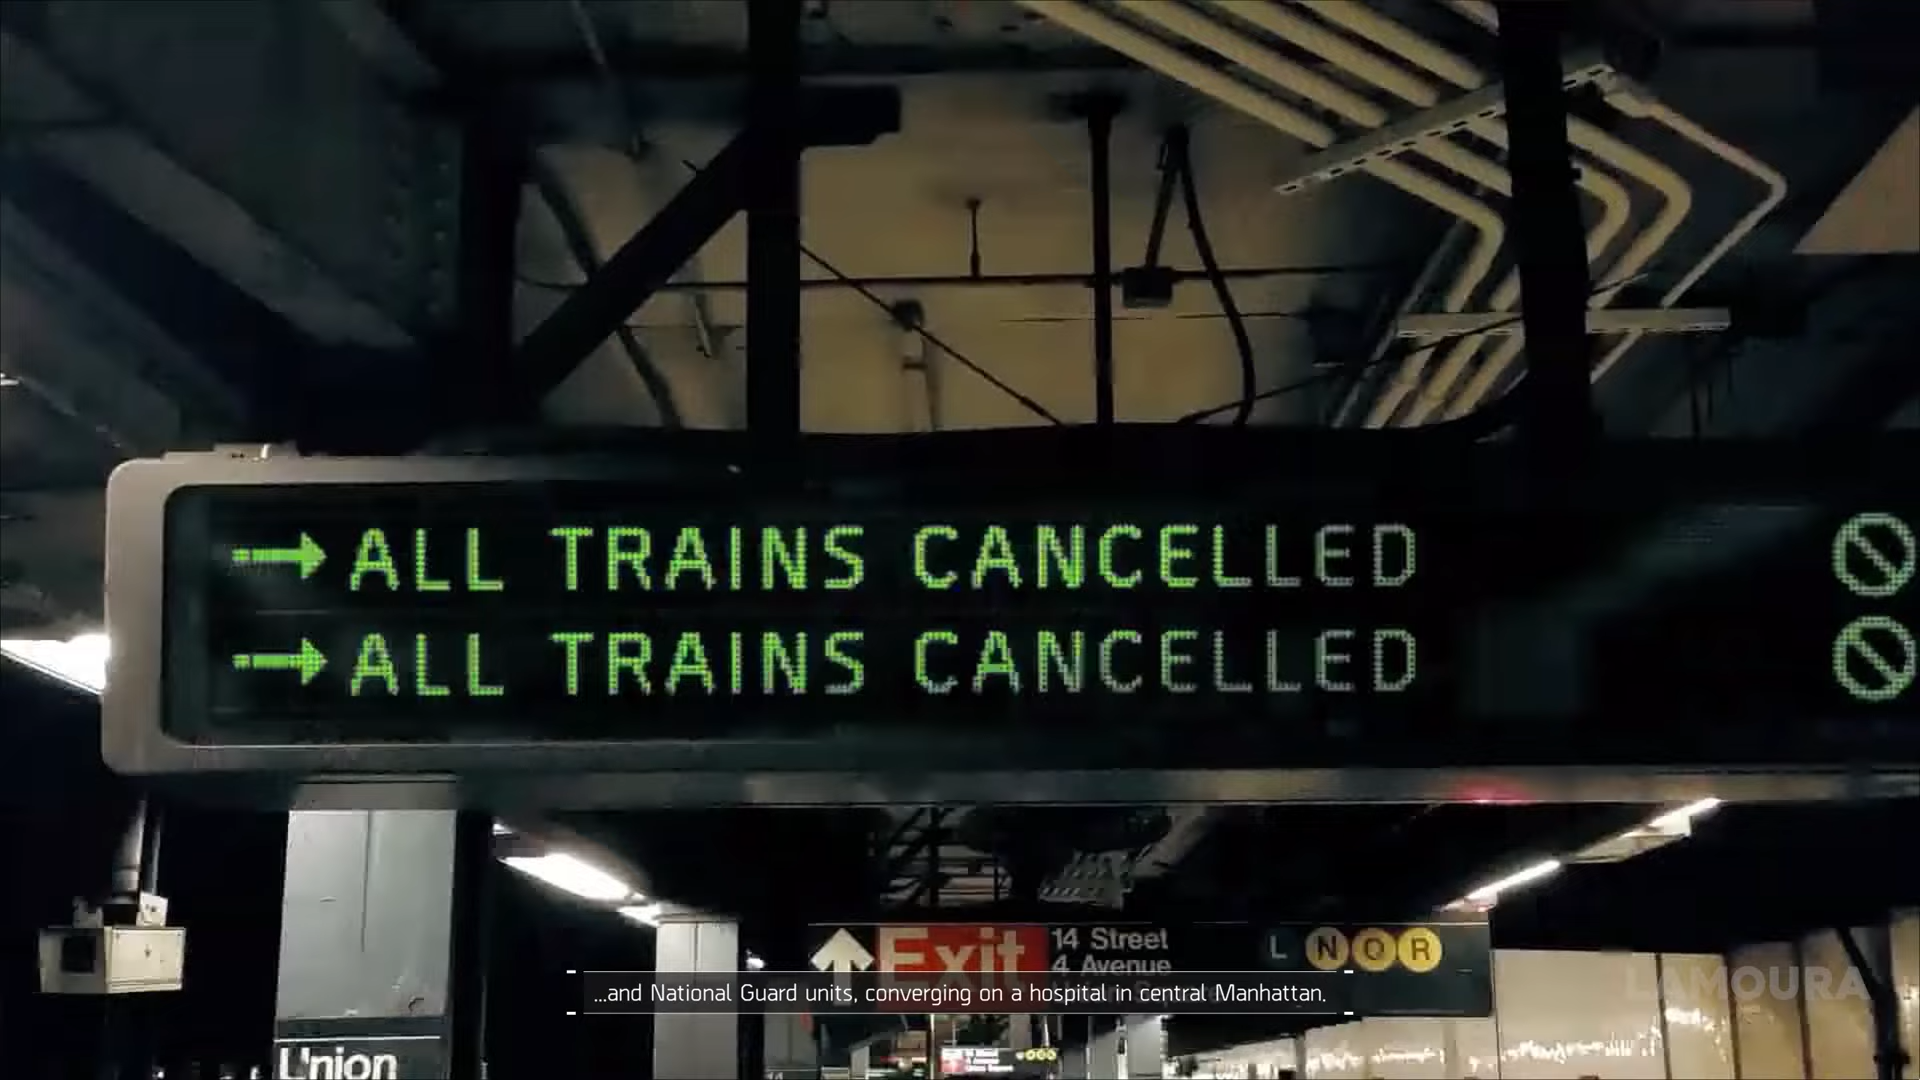 → ALL TRAINS CANCELLED
→ ALL TRAINS CANCELLED
Exit
14 Street
4 Avenue
L N Q R
...and National Guard units, converging on a hospital in central Manhattan.
LAMOURA
Union